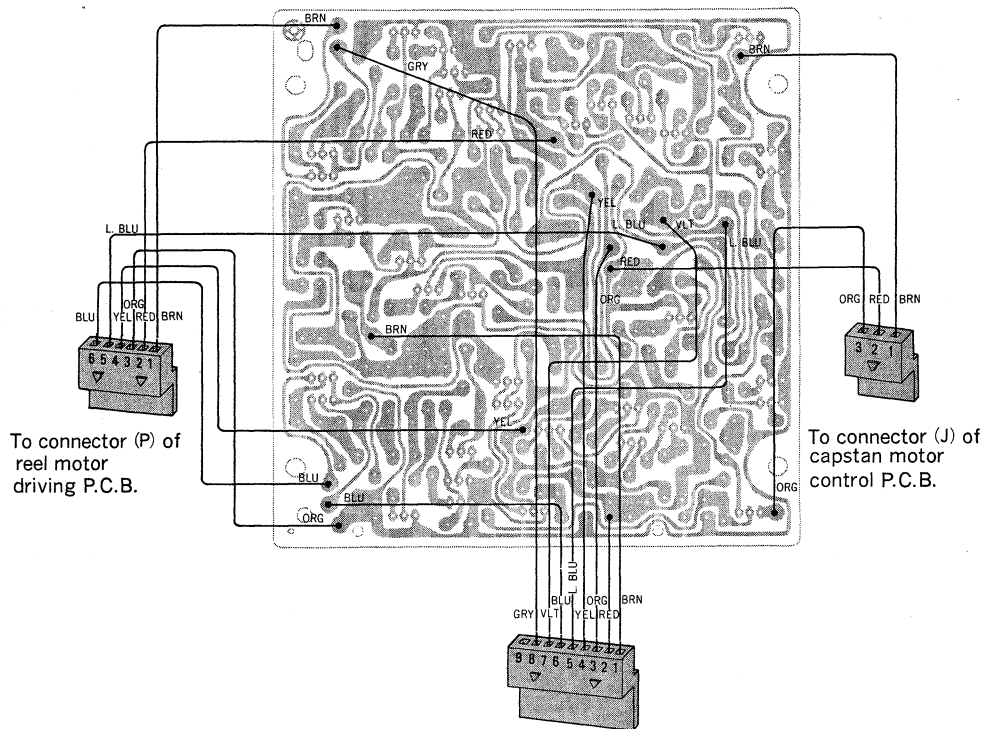 BRN
BRN
GRY
RED
YEL
L. BLU
VLT
L. BLU
L. BLU
RED
ORG
ORG
BLU YEL RED BRN
ORG RED BRN
BRN
6 5 4 3 2 1
3 2 1
YEL
To connector (P) of
reel motor
driving P.C.B.
To connector (J) of
capstan motor
control P.C.B.
BLU
BLU
ORG
ORG
L. BLU
BLU ORG BRN
GRY VLT YEL RED
9 8 7 6 5 4 3 2 1